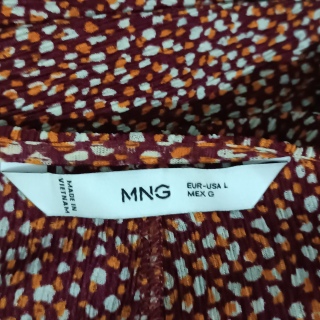 MADE IN
VIETNAM
MNG
EUR-USA L
MEX G